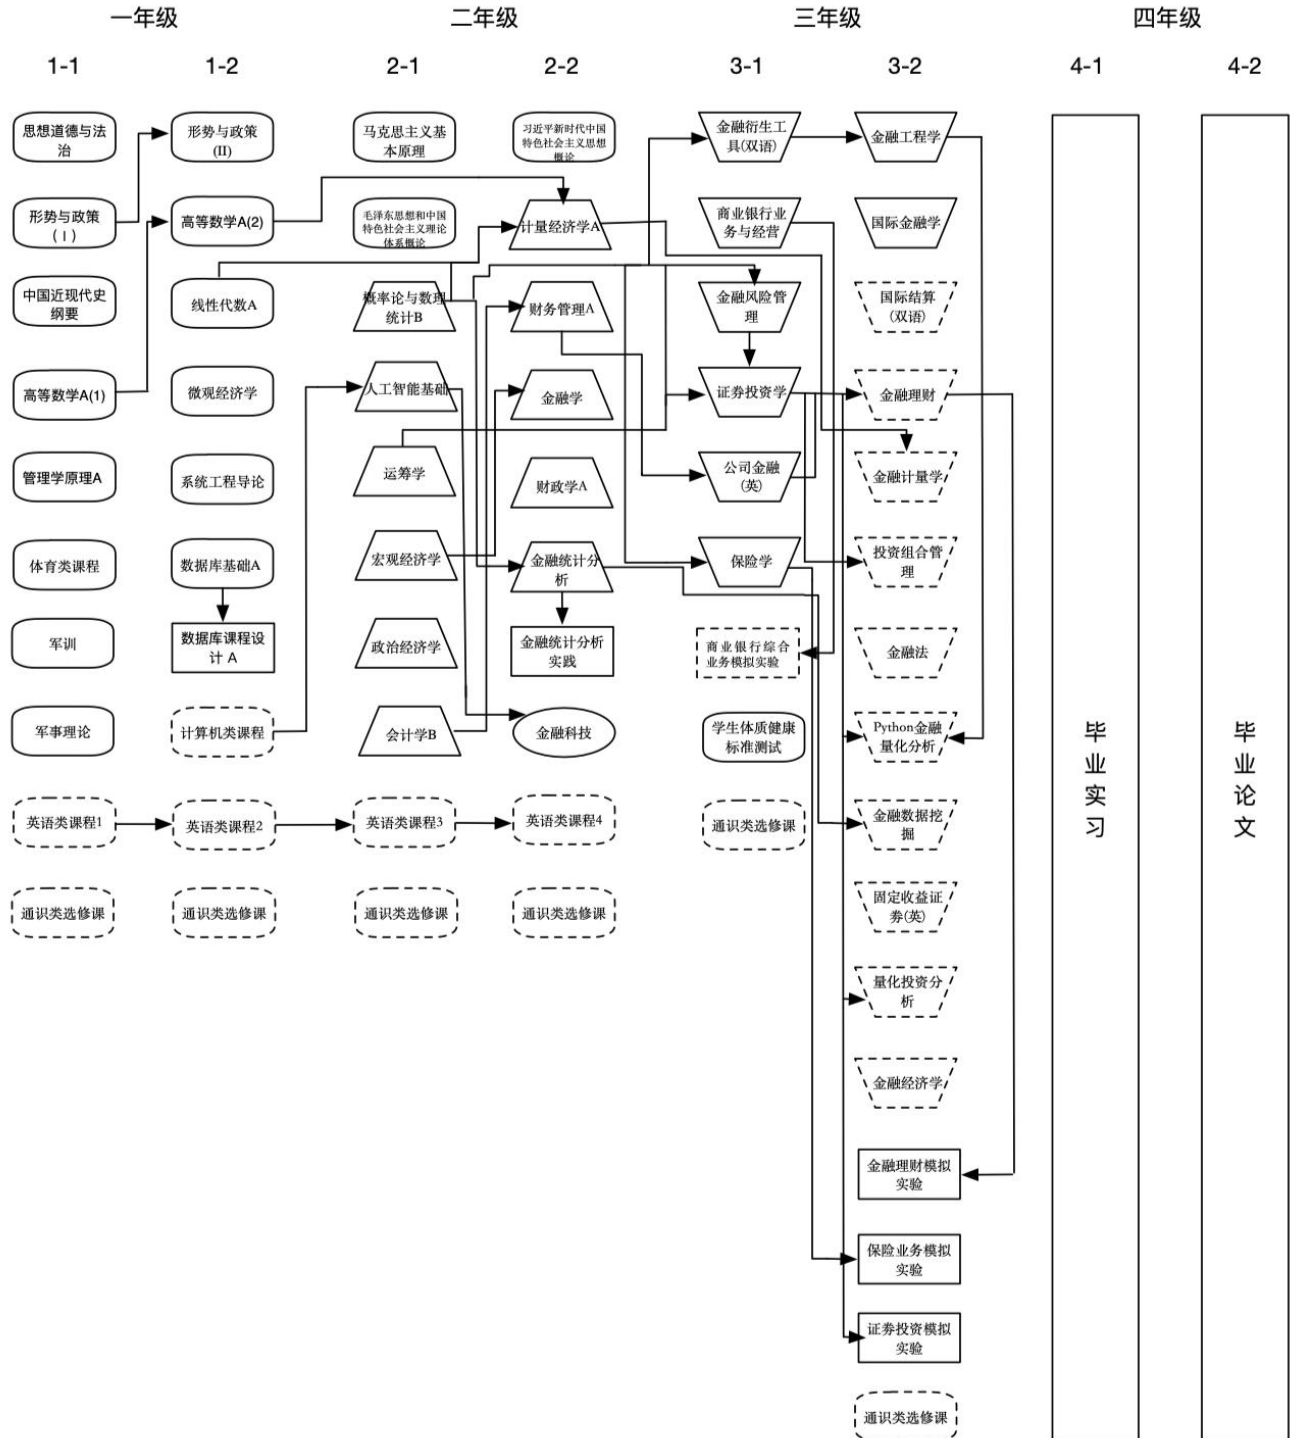 一年级
二年级
三年级
四年级
1-1
1-2
2-1
2-2
3-1
3-2
4-1
4-2
思想道德与法
治
形势与政策
( I )
中国近现代史
纲要
高等数学A(1)
管理学原理A
体育类课程
军训
军事理论
英语类课程1
通识类选修课
形势与政策
(II)
高等数学A(2)
线性代数A
微观经济学
系统工程导论
数据库基础A
数据库课程设
计 A
计算机类课程
英语类课程2
通识类选修课
马克思主义基
本原理
毛泽东思想和中国
特色社会主义理论
体系概论
概率论与数理
统计B
人工智能基础
运筹学
宏观经济学
政治经济学
会计学B
英语类课程3
通识类选修课
习近平新时代中国
特色社会主义思想
概论
计量经济学A
财务管理A
金融学
财政学A
金融统计分
析
金融统计分析
实践
金融科技
英语类课程4
通识类选修课
金融衍生工
具(双语)
商业银行业
务与经营
金融风险管
理
证券投资学
公司金融
(英)
保险学
商业银行综合
业务模拟实验
学生体质健康
标准测试
通识类选修课
金融工程学
国际金融学
国际结算
(双语)
金融理财
金融计量学
投资组合管
理
金融法
Python金融
量化分析
金融数据挖
掘
固定收益证
券(英)
量化投资分
析
金融经济学
金融理财模拟
实验
保险业务模拟
实验
证券投资模拟
实验
通识类选修课
毕业实习
毕业论文